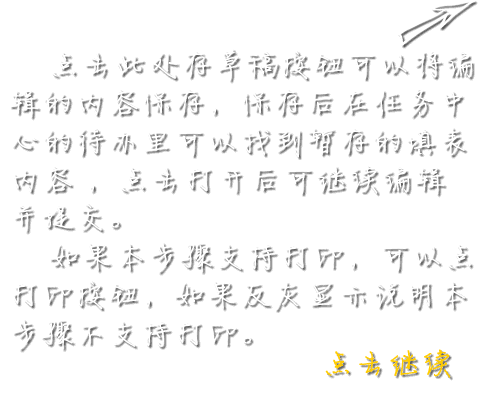 点击此处存草稿按钮可以将编
辑的内容保存，保存后在任务中
心的待办里可以找到暂存的填表
内容，点击打开后可继续编辑
并提交。
如果本步骤支持打印，可以点
打印按钮，如果反灰显示说明本
步骤不支持打印。
点击继续